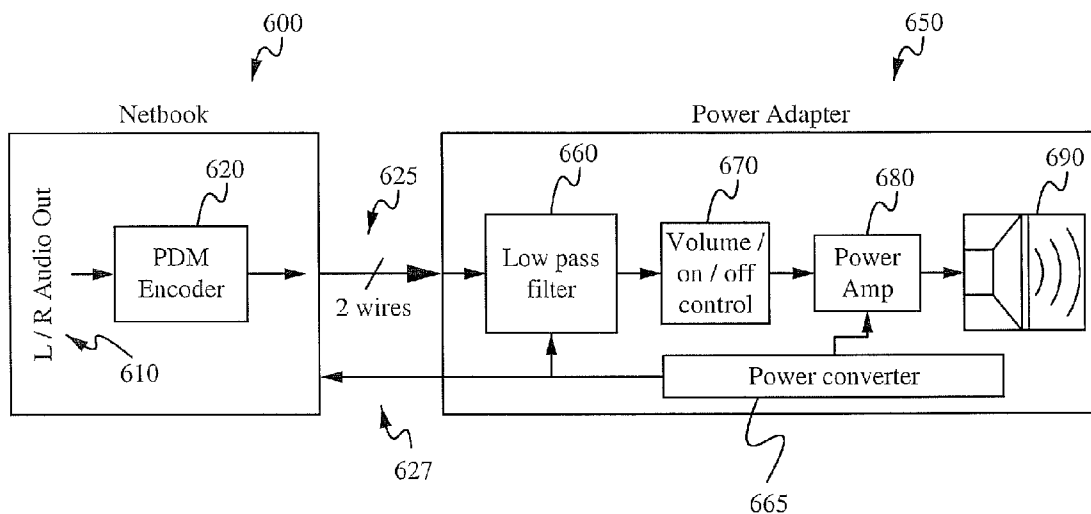 600
650
Netbook
Power Adapter
620
625
660
670
680
690
L / R Audio Out
PDM
Encoder
2 wires
Low pass
filter
Volume /
on / off
control
Power
Amp
610
Power converter
627
665